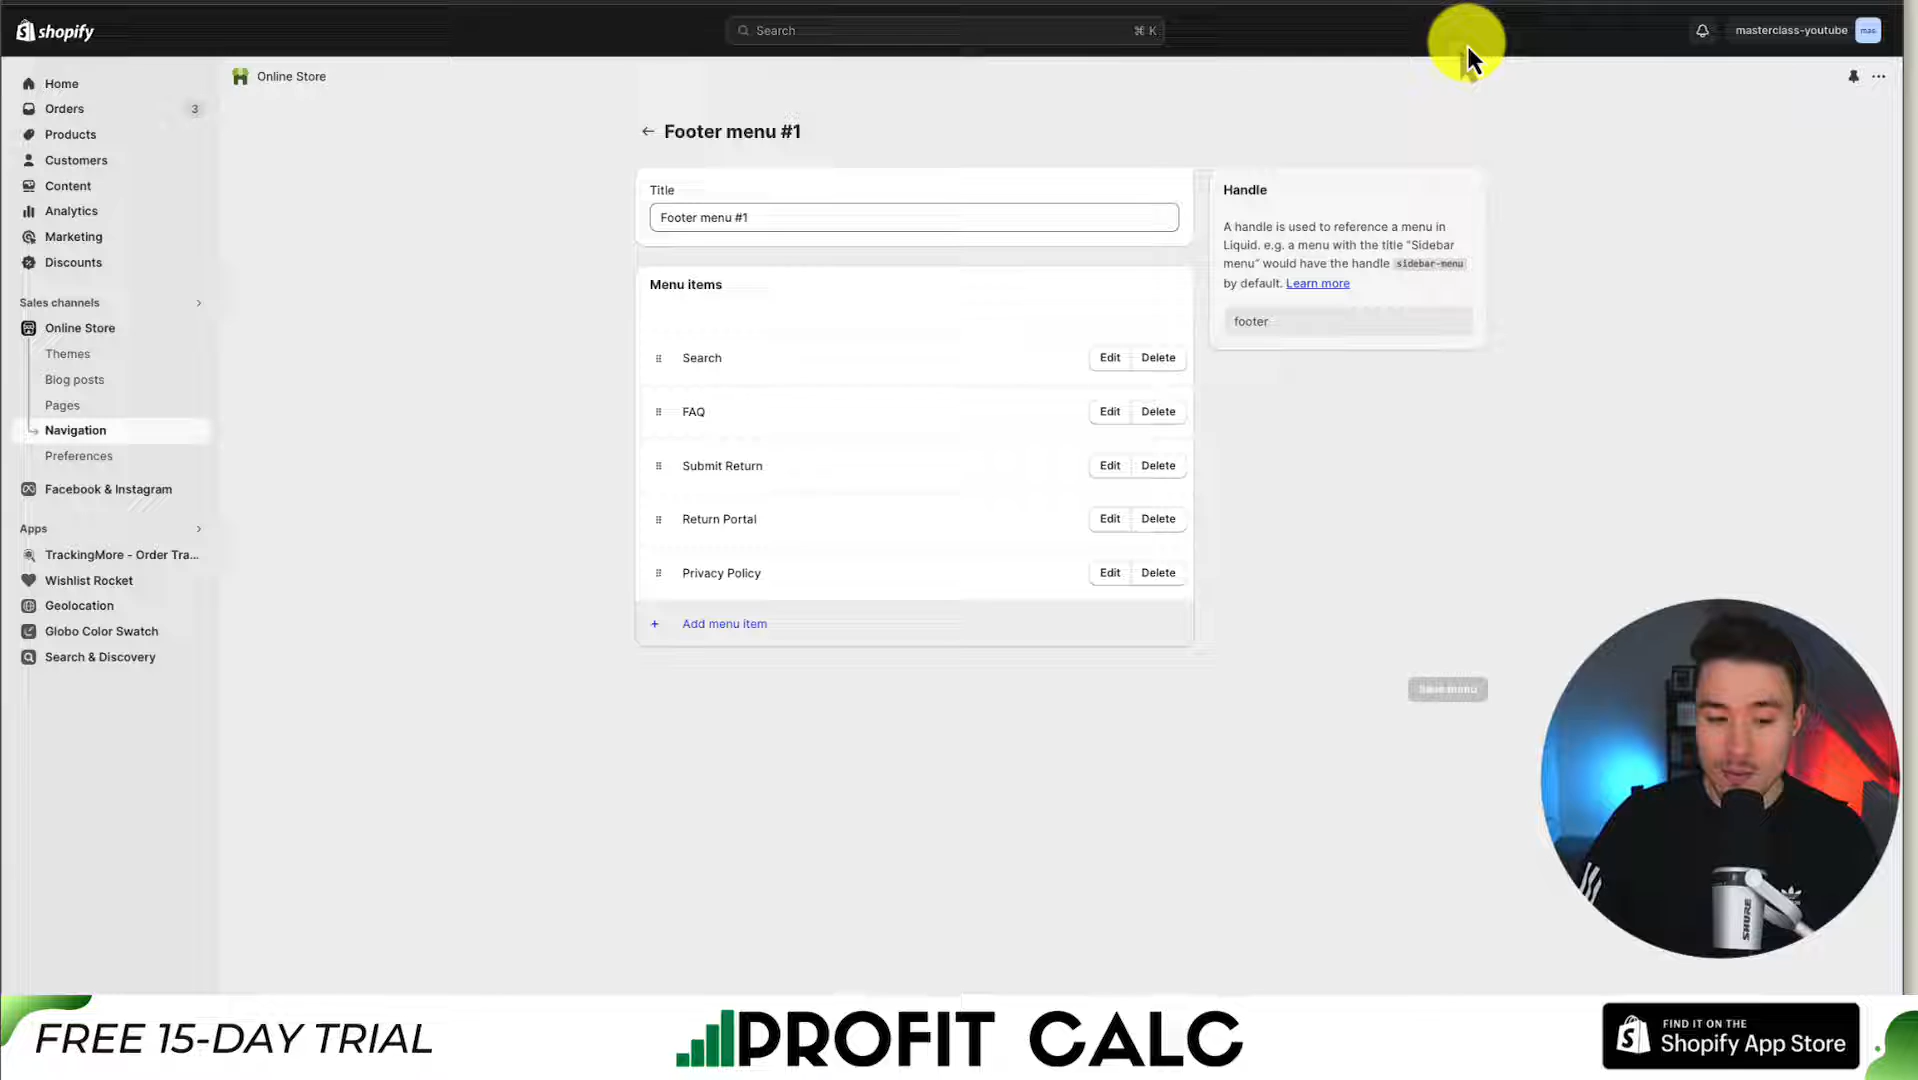 shopify
Search
⌘ K
masterclass-youtube
mas
Home
Orders
3
Products
Customers
Content
Analytics
Marketing
Discounts
Sales channels
Online Store
Themes
Blog posts
Pages
Navigation
Preferences
Facebook & Instagram
Apps
TrackingMore - Order Tra...
Wishlist Rocket
Geolocation
Globo Color Swatch
Search & Discovery
Online Store
Footer menu #1
Title
Footer menu #1
Menu items
Search
Edit
Delete
FAQ
Edit
Delete
Submit Return
Edit
Delete
Return Portal
Edit
Delete
Privacy Policy
Edit
Delete
+ Add menu item
Handle
A handle is used to reference a menu in
Liquid. e.g. a menu with the title “Sidebar
menu” would have the handle sidebar-menu
by default. Learn more
footer
Save menu
SHURE
FREE 15-DAY TRIAL
PROFIT CALC
FIND IT ON THE
Shopify App Store